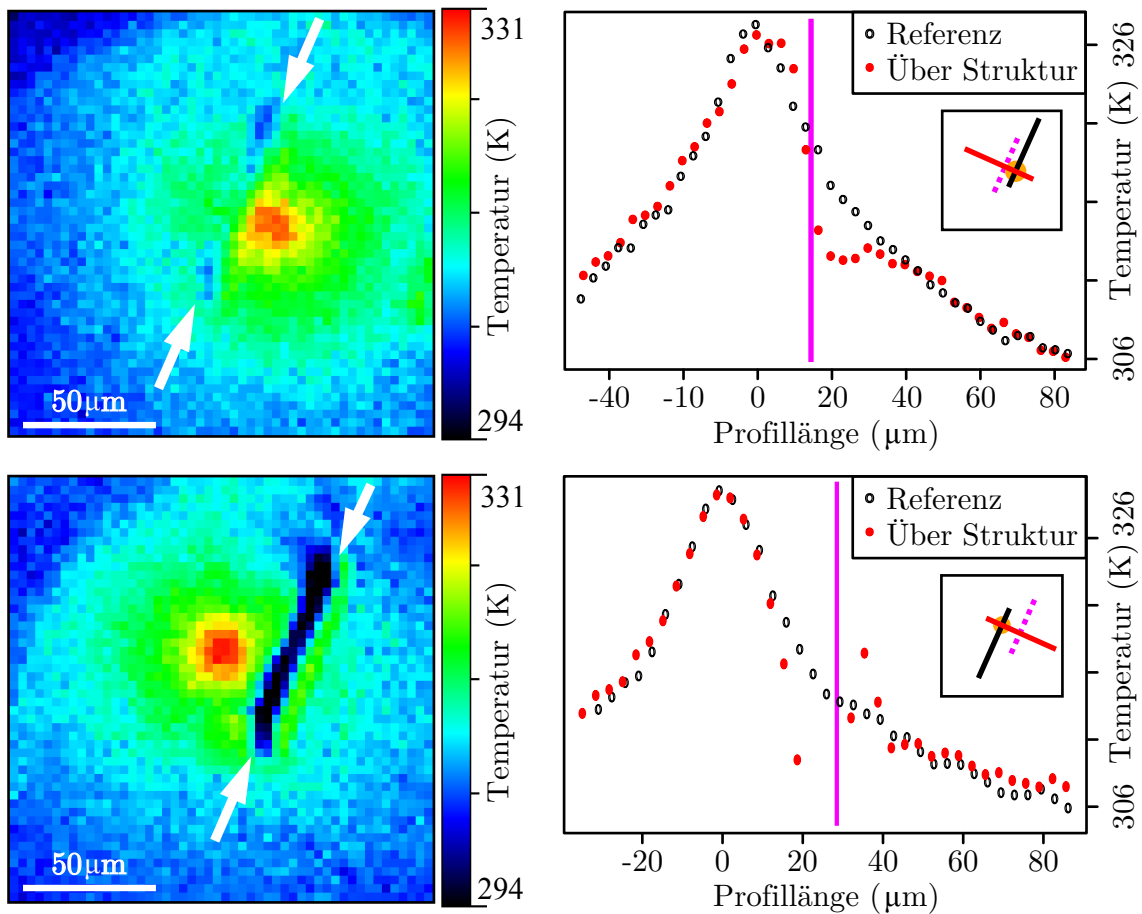 331
Temperatur (K)
294
50µm
Referenz
Über Struktur
326
Temperatur (K)
306
-40 -10 0 20 40 60 80
Profillänge (µm)
331
Temperatur (K)
294
50µm
Referenz
Über Struktur
326
Temperatur (K)
306
-20 0 20 40 60 80
Profillänge (µm)